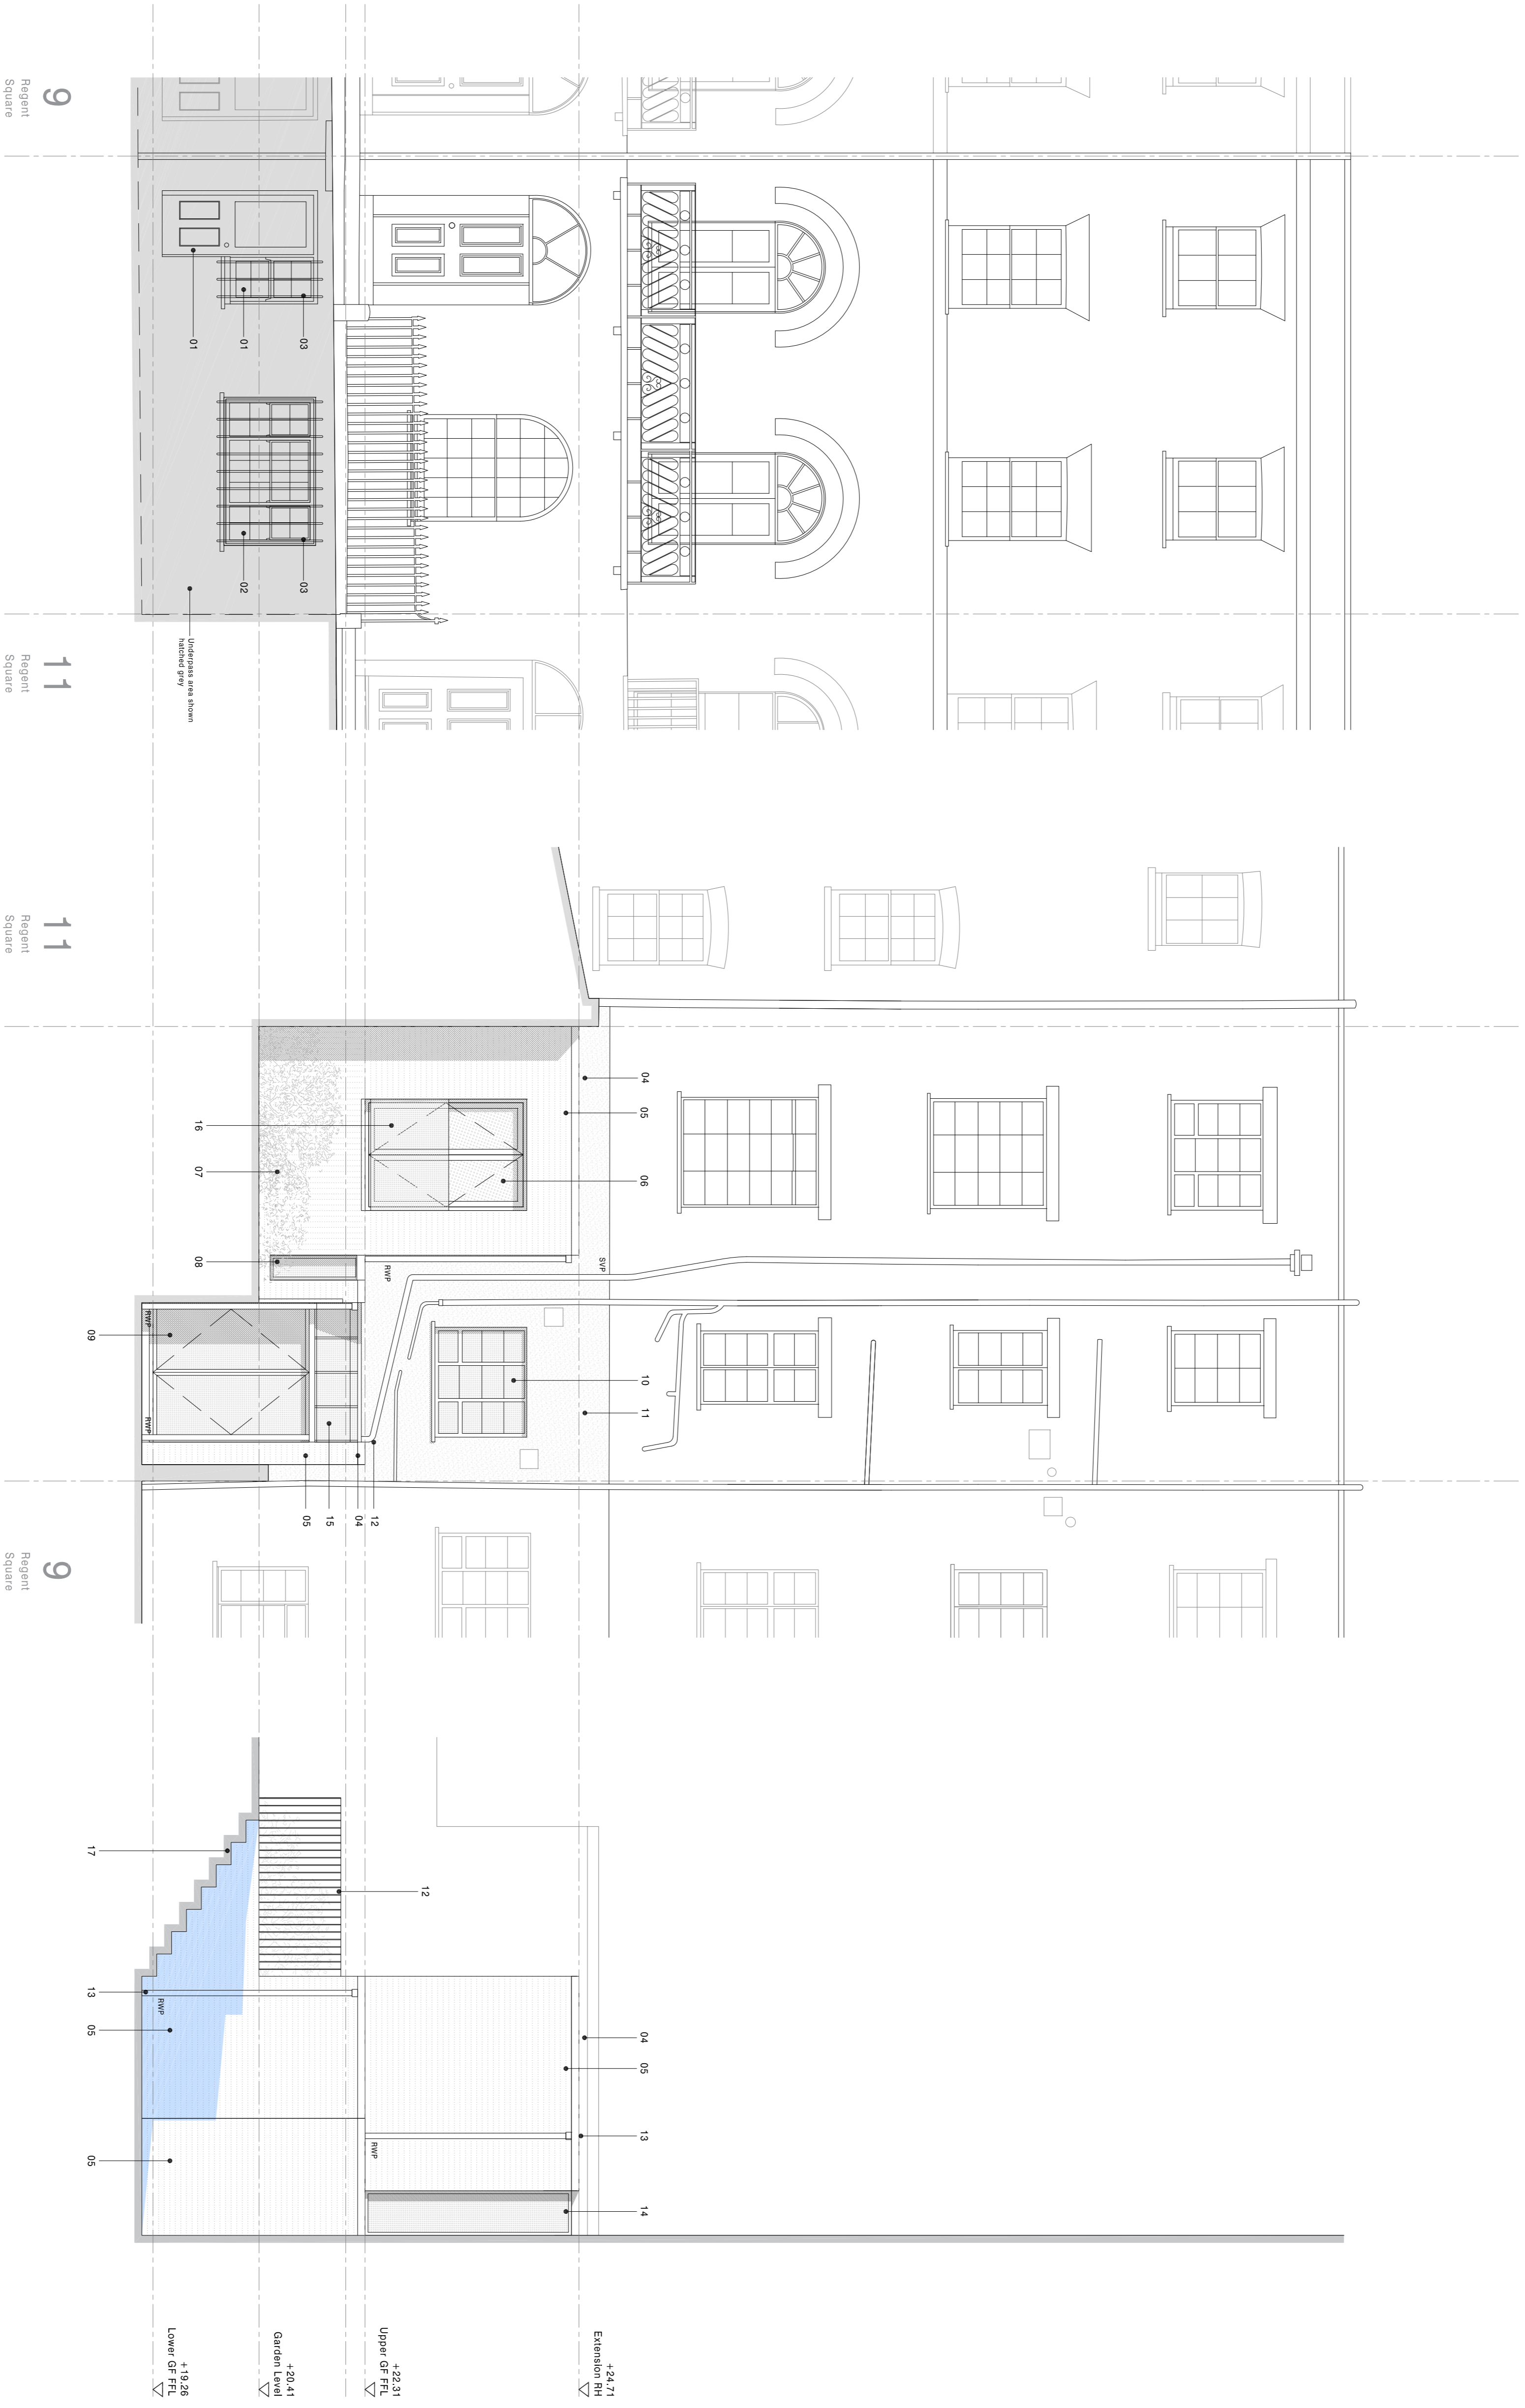 9
Regent
Square
01
01
03
02
03
Underpass area shown
hatched grey
11
Regent
Square
11
Regent
Square
04
05
16
07
06
08
SVP
RWP
09
RWP
RWP
10
11
05
15
04
12
9
Regent
Square
17
12
13
RWP
05
04
05
13
RWP
05
14
+24.71
Extension RH
+22.31
Upper GF FFL
+20.41
Garden Level
+19.26
Lower GF FFL